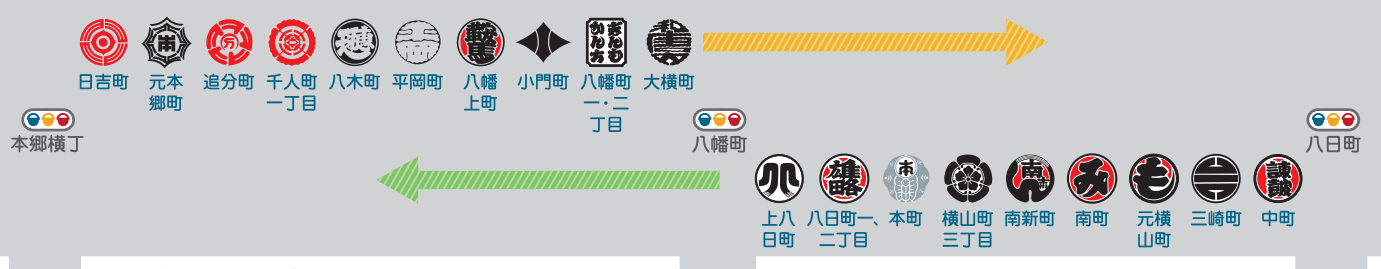 日吉町
元本
郷町
追分町
千人町
一丁目
八木町
平岡町
八幡
上町
小門町
八幡町
一・二
丁目
大横町
本郷横丁
八幡町
八日町
上八
日町
八日町一、
二丁目
本町
横山町
三丁目
南新町
南町
元横
山町
三崎町
中町